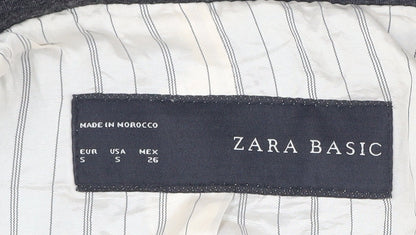 MADE IN MOROCCO
EUR USA MEX
S S 26
ZARA BASIC